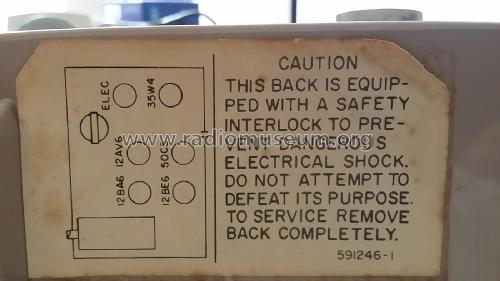 CAUTION
THIS BACK IS EQUIP-
PED WITH A SAFETY
INTERLOCK TO PRE-
VENT DANGEROUS
ELECTRICAL SHOCK.
DO NOT ATTEMPT TO
DEFEAT ITS PURPOSE.
TO SERVICE REMOVE
BACK COMPLETELY.
591246-1
ELEC
35W4
12AV6
50C5
12BA6
12BE6
www.radiomuseum.org